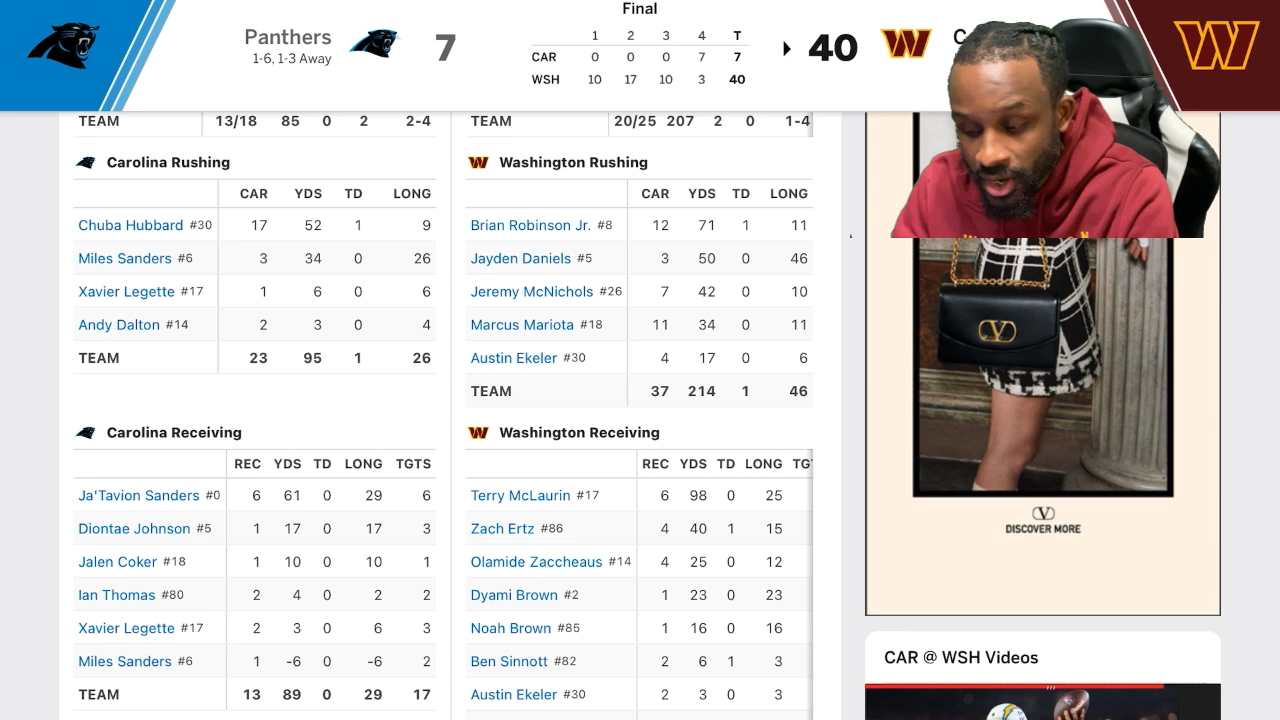 Final
Panthers
1-6, 1-3 Away
7
1 2 3 4 T
CAR 0 0 0 7 7
WSH 10 17 10 3 40
40
C
TEAM 13/18 85 0 2 2-4
TEAM 20/25 207 2 0 1-4
Carolina Rushing
CAR YDS TD LONG
Chuba Hubbard #30 17 52 1 9
Miles Sanders #6 3 34 0 26
Xavier Legette #17 1 6 0 6
Andy Dalton #14 2 3 0 4
TEAM 23 95 1 26
Washington Rushing
CAR YDS TD LONG
Brian Robinson Jr. #8 12 71 1 11
Jayden Daniels #5 3 50 0 46
Jeremy McNichols #26 7 42 0 10
Marcus Mariota #18 11 34 0 11
Austin Ekeler #30 4 17 0 6
TEAM 37 214 1 46
Carolina Receiving
REC YDS TD LONG TGTS
Ja'Tavion Sanders #0 6 61 0 29 6
Diontae Johnson #5 1 17 0 17 3
Jalen Coker #18 1 10 0 10 1
Ian Thomas #80 2 4 0 2 2
Xavier Legette #17 2 3 0 6 3
Miles Sanders #6 1 -6 0 -6 2
TEAM 13 89 0 29 17
Washington Receiving
REC YDS TD LONG TG
Terry McLaurin #17 6 98 0 25
Zach Ertz #86 4 40 1 15
Olamide Zaccheaus #14 4 25 0 12
Dyami Brown #2 1 23 0 23
Noah Brown #85 1 16 0 16
Ben Sinnott #82 2 6 1 3
Austin Ekeler #30 2 3 0 3
V
DISCOVER MORE
CAR @ WSH Videos